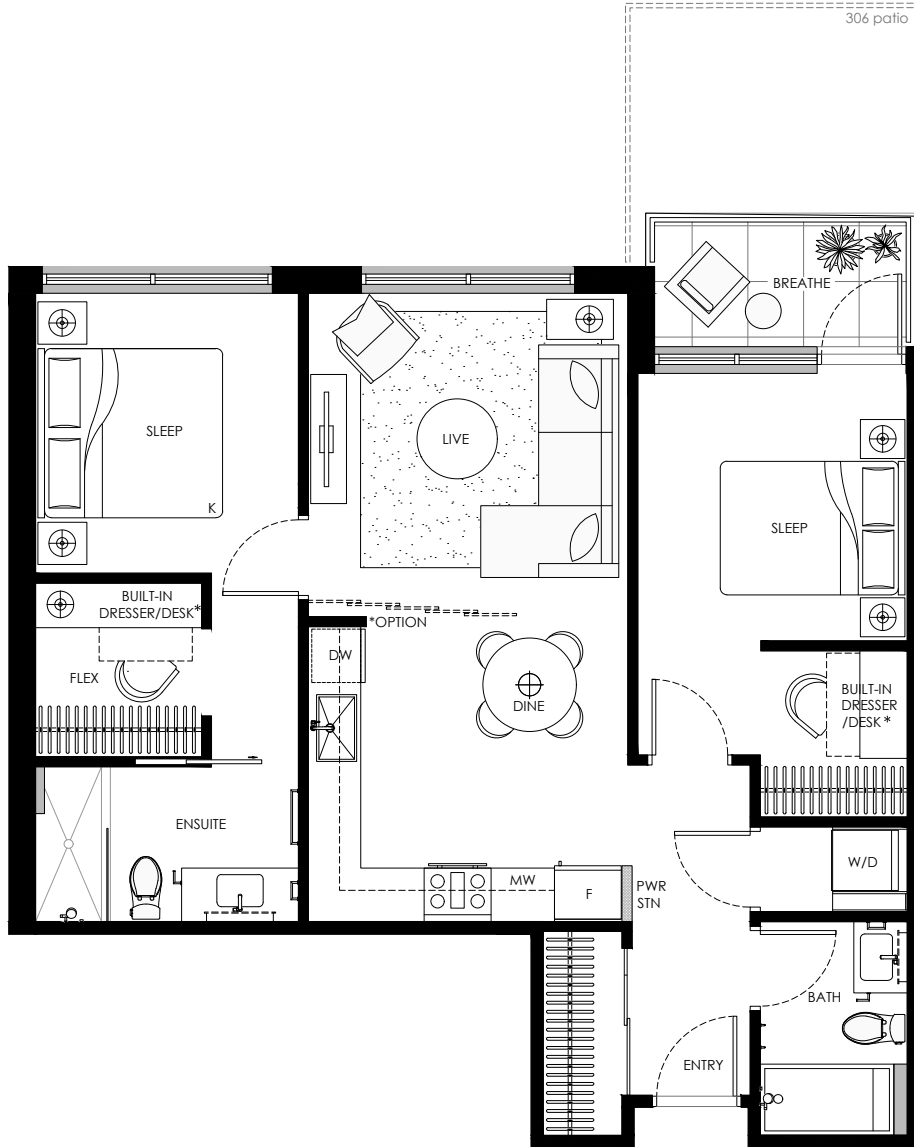 306 patio
BREATHE
SLEEP
LIVE
K
SLEEP
BUILT-IN
DRESSER/DESK*
*OPTION
DW
FLEX
DINE
BUILT-IN
DRESSER
/DESK*
ENSUITE
MW
F
PWR
STN
W/D
BATH
ENTRY